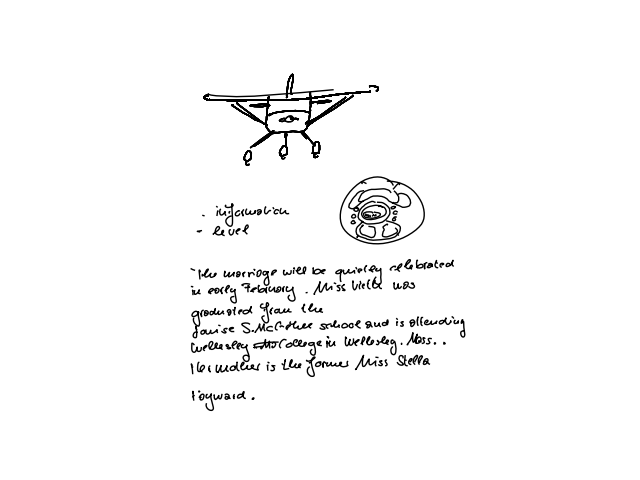 . information
- level
"The marriage will be quietly celebrated
in early February. Miss Vielé was
graduated from the
Louise S. McGehee school and is attending
Wellesley College in Wellesley. Mass..
Her mother is the former Miss Stella
Hayward.